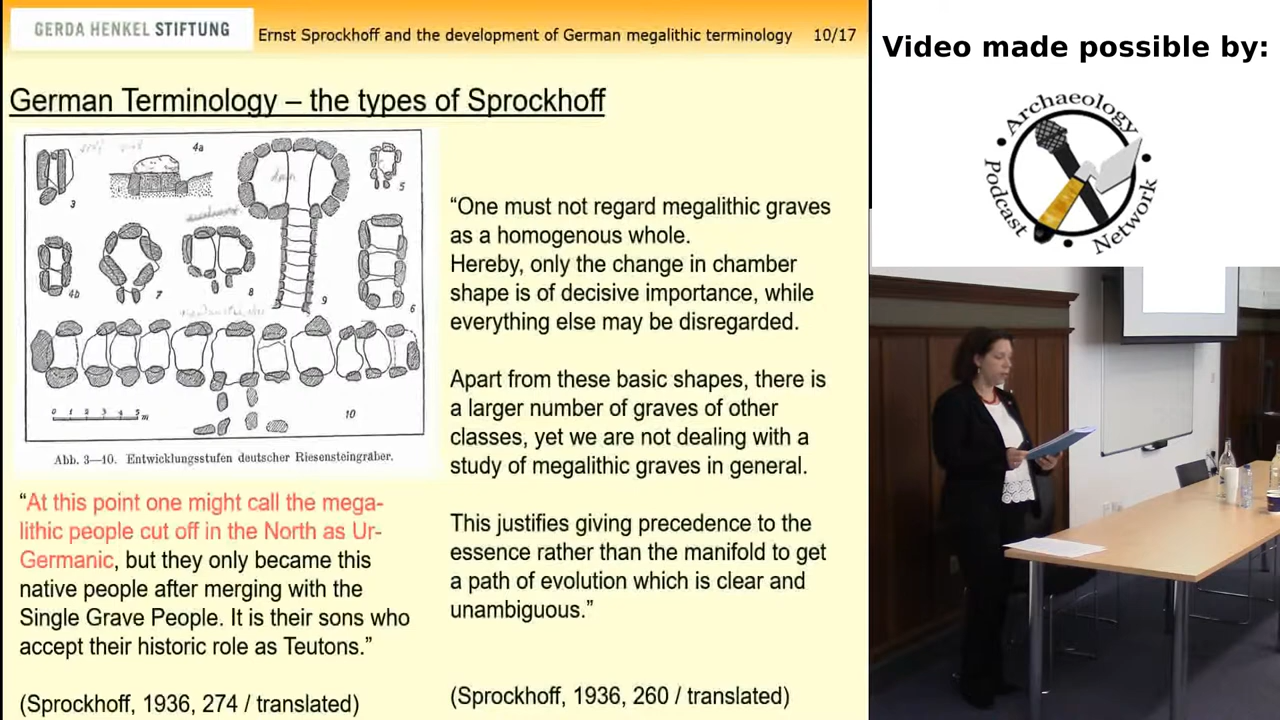 GERDA HENKEL STIFTUNG
Ernst Sprockhoff and the development of German megalithic terminology 10/17
German Terminology – the types of Sprockhoff
3
4a
5
4b
7
8
9
6
0 1 2 3 4 5 m
10
Abb. 3—10. Entwicklungsstufen deutscher Riesensteingräber.
“At this point one might call the mega-
lithic people cut off in the North as Ur-
Germanic, but they only became this
native people after merging with the
Single Grave People. It is their sons who
accept their historic role as Teutons.”
(Sprockhoff, 1936, 274 / translated)
“One must not regard megalithic graves
as a homogenous whole.
Hereby, only the change in chamber
shape is of decisive importance, while
everything else may be disregarded.
Apart from these basic shapes, there is
a larger number of graves of other
classes, yet we are not dealing with a
study of megalithic graves in general.
This justifies giving precedence to the
essence rather than the manifold to get
a path of evolution which is clear and
unambiguous.”
(Sprockhoff, 1936, 260 / translated)
Video made possible by:
Archaeology
Podcast
Network